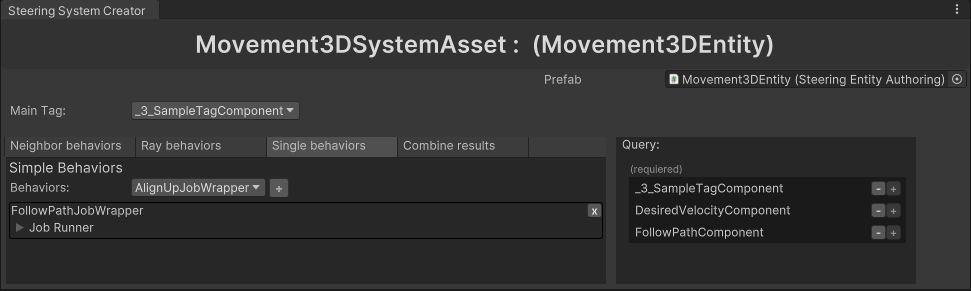 Steering System Creator
Movement3DSystemAsset : (Movement3DEntity)
Prefab
Movement3DEntity (Steering Entity Authoring)
Main Tag:
_3_SampleTagComponent
Neighbor behaviors
Ray behaviors
Single behaviors
Combine results
Simple Behaviors
Behaviors:
AlignUpJobWrapper
+
FollowPathJobWrapper
x
Job Runner
Query:
(requiered)
_3_SampleTagComponent
- +
DesiredVelocityComponent
- +
FollowPathComponent
- +